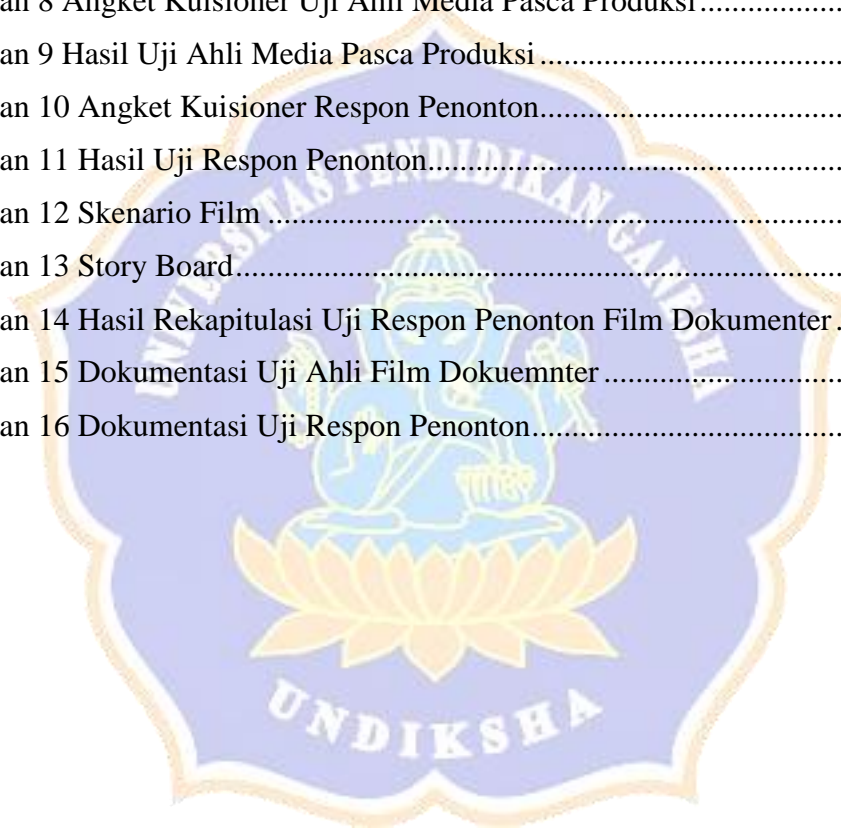 an 8 Angket Kuisioner Uji Ahli Media Pasca Produksi.......................
an 9 Hasil Uji Ahli Media Pasca Produksi..............................................
an 10 Angket Kuisioner Respon Penonton..............................................
an 11 Hasil Uji Respon Penonton..............................................................
an 12 Skenario Film ....................................................................................
an 13 Story Board.........................................................................................
an 14 Hasil Rekapitulasi Uji Respon Penonton Film Dokumenter .
an 15 Dokumentasi Uji Ahli Film Dokuemnter ....................................
an 16 Dokumentasi Uji Respon Penonton...............................................
UNIVERSITAS PENDIDIKAN GANESHA
UNDIKSHA